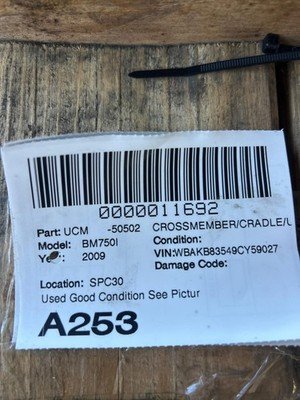 0000011692
Part: UCM -50502 CROSSMEMBER/CRADLE/U
Model: BM750I Condition:
Ye r: 2009 VIN:WBAKB83549CY59027
Damage Code:
Location: SPC30
Used Good Condition See Pictur
A253